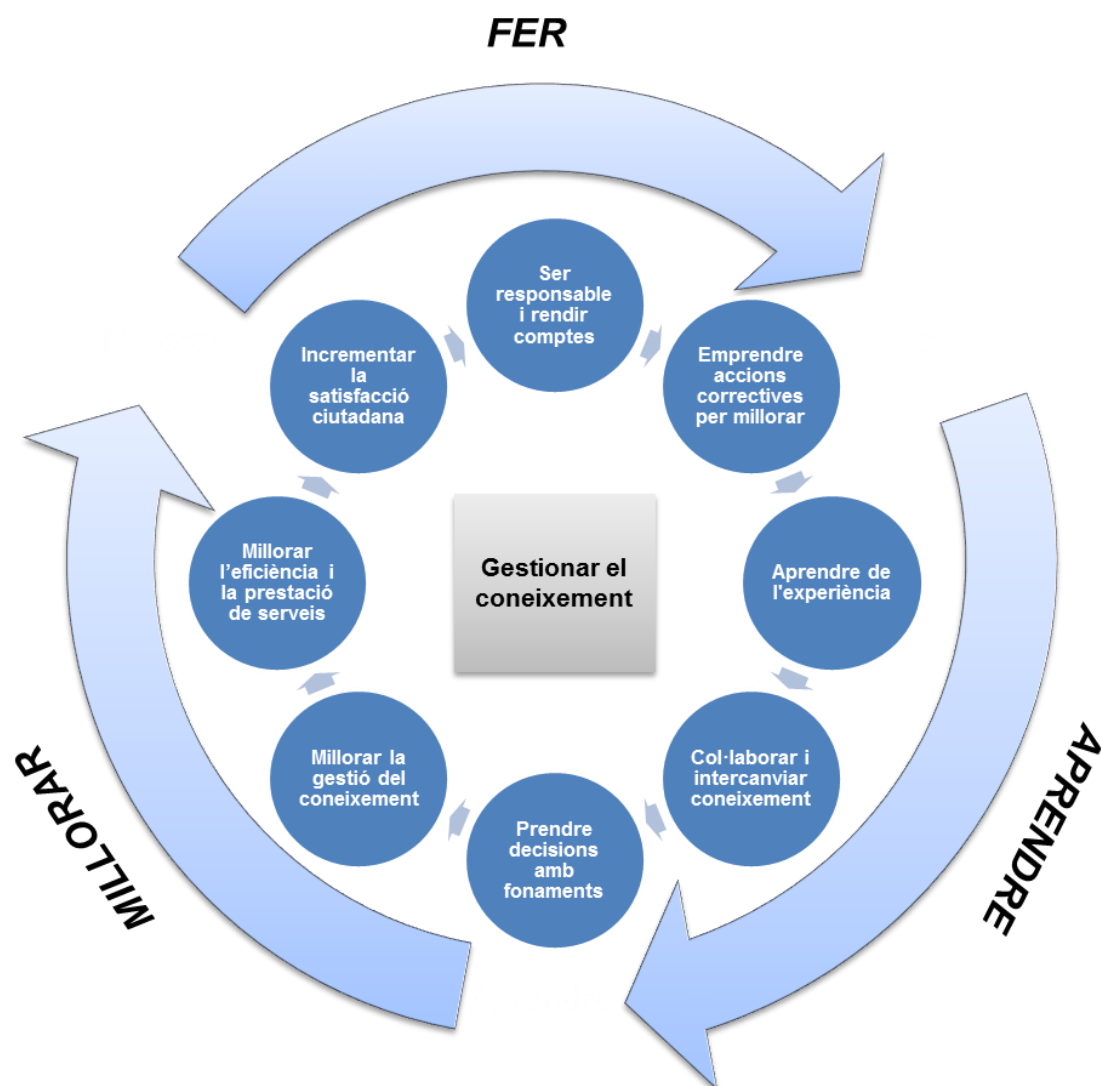 FER
Ser
responsable
i rendir
comptes
Emprendre
accions
correctives
per millorar
Aprendre de
l'experiència
Col·laborar i
intercanviar
coneixement
Prendre
decisions
amb
fonaments
Millorar la
gestió del
coneixement
Millorar
l’eficiència i
la prestació
de serveis
Incrementar
la
satisfacció
ciutadana
Gestionar el
coneixement
APRENDRE
MILLORAR